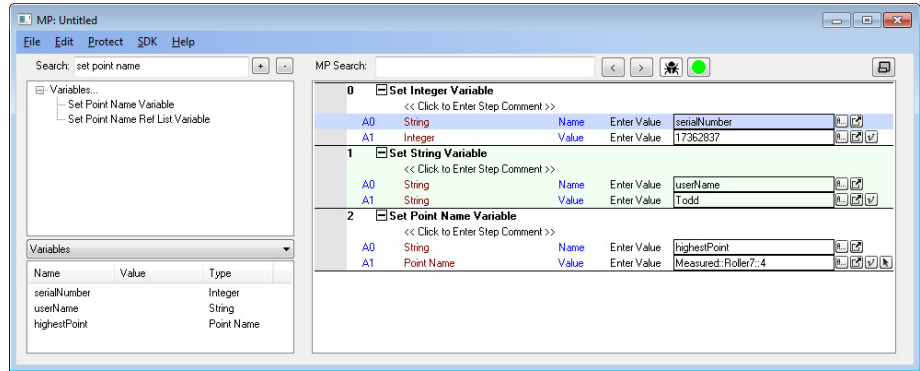 MP: Untitled
File Edit Protect SDK Help
Search: set point name + -
MP Search: < >
Variables...
Set Point Name Variable
Set Point Name Ref List Variable
0 Set Integer Variable
<< Click to Enter Step Comment >>
A0 String Name Enter Value serialNumber
A1 Integer Value Enter Value 17362837
1 Set String Variable
<< Click to Enter Step Comment >>
A0 String Name Enter Value userName
A1 String Value Enter Value Todd
2 Set Point Name Variable
<< Click to Enter Step Comment >>
A0 String Name Enter Value highestPoint
A1 Point Name Value Enter Value Measured::Roller7::4
Variables
Name Value Type
serialNumber Integer
userName String
highestPoint Point Name